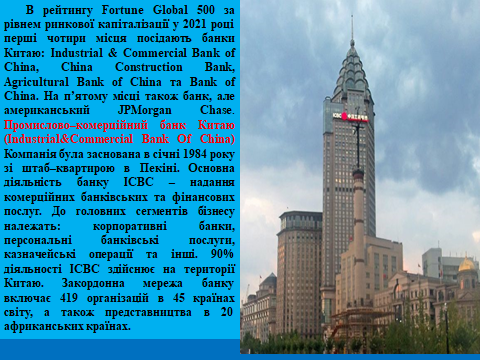 В рейтингу Fortune Global 500 за
рівнем ринкової капіталізації у 2021 році
перші чотири місця посідають банки
Китаю: Industrial & Commercial Bank of
China, China Construction Bank,
Agricultural Bank of China та Bank of
China. На п’ятому місці також банк, але
американський JPMorgan Chase.
Промислово–комерційний банк Китаю
(Industrial&Commercial Bank Of China)
Компанія була заснована в січні 1984 року
зі штаб–квартирою в Пекіні. Основна
діяльність банку ICBC – надання
комерційних банківських та фінансових
послуг. До головних сегментів бізнесу
належать: корпоративні банки,
персональні банківські послуги,
казначейські операції та інші. 90%
діяльності ICBC здійснює на території
Китаю. Закордонна мережа банку
включає 419 організацій в 45 країнах
світу, а також представництва в 20
африканських країнах.
ICBC